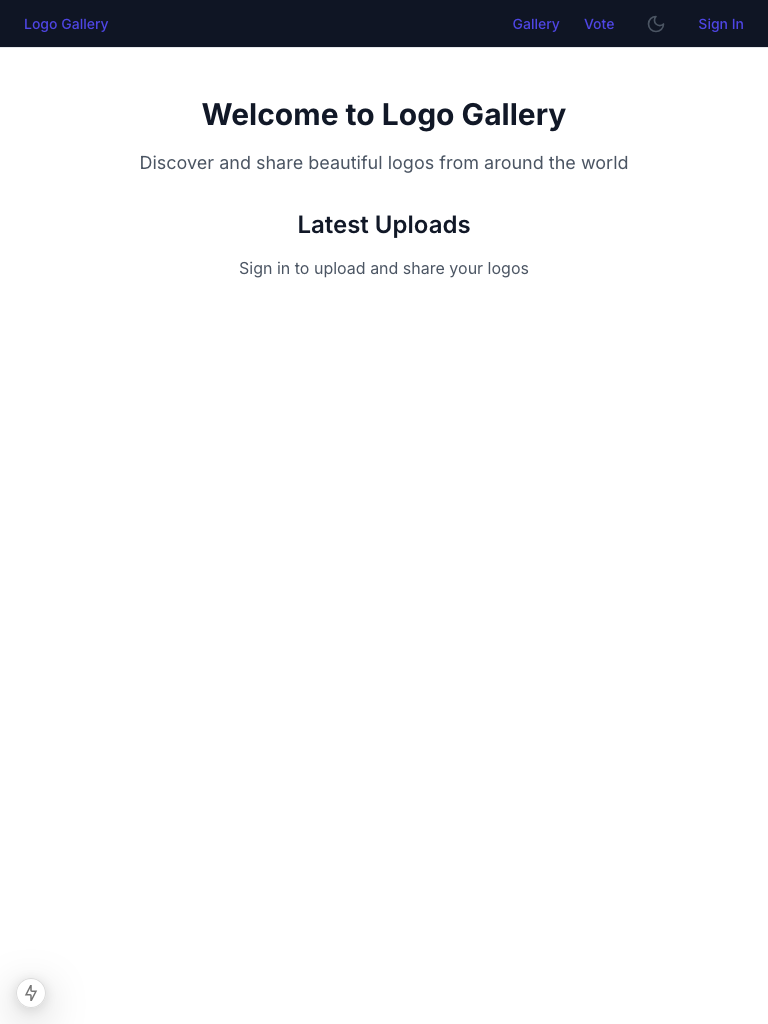 Logo Gallery
Gallery
Vote
Sign In
Welcome to Logo Gallery
Discover and share beautiful logos from around the world
Latest Uploads
Sign in to upload and share your logos